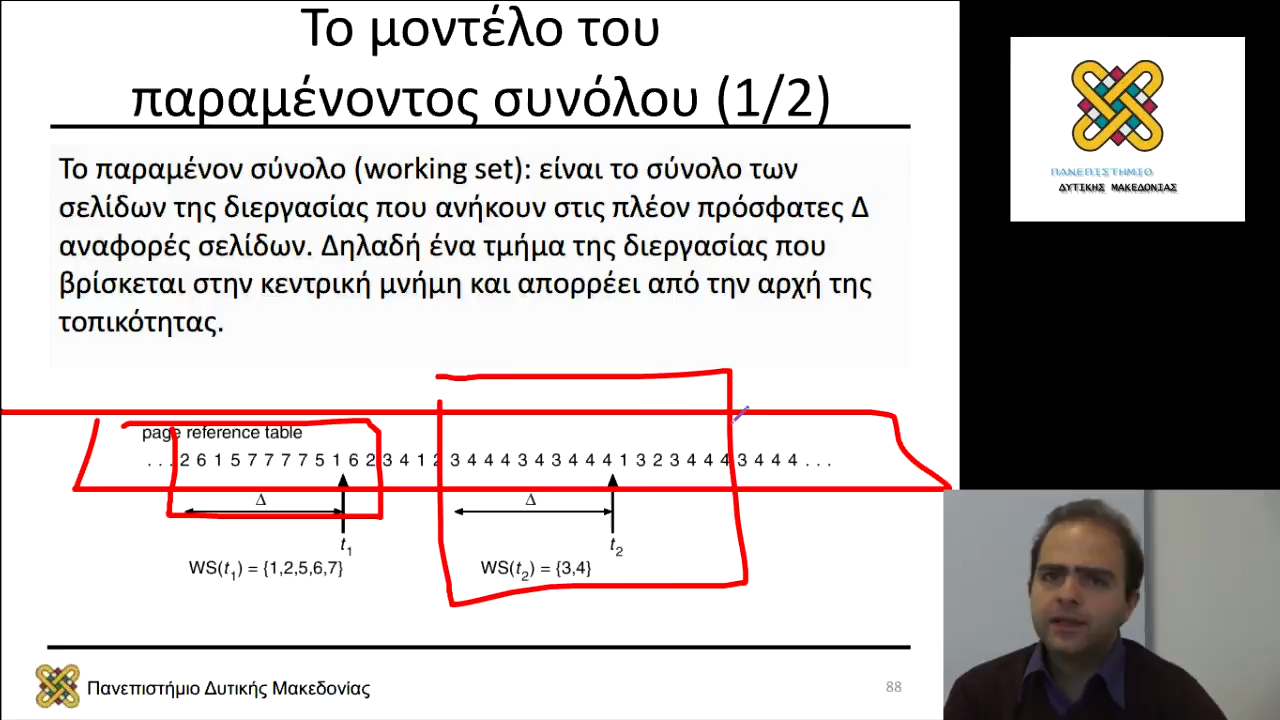 Το μοντέλο του
παραμένοντος συνόλου (1/2)
ΠΑΝΕΠΙΣΤΗΜΙΟ
ΔΥΤΙΚΗΣ ΜΑΚΕΔΟΝΙΑΣ
Το παραμένον σύνολο (working set): είναι το σύνολο των
σελίδων της διεργασίας που ανήκουν στις πλέον πρόσφατες Δ
αναφορές σελίδων. Δηλαδή ένα τμήμα της διεργασίας που
βρίσκεται στην κεντρική μνήμη και απορρέει από την αρχή της
τοπικότητας.
page reference table
. . . 2 6 1 5 7 7 7 7 5 1 6 2 3 4 1 2 3 4 4 4 3 4 3 4 4 4 1 3 2 3 4 4 4 3 4 4 4 . . .
Δ Δ
t1 t2
WS(t1) = {1,2,5,6,7} WS(t2) = {3,4}
Πανεπιστήμιο Δυτικής Μακεδονίας 88